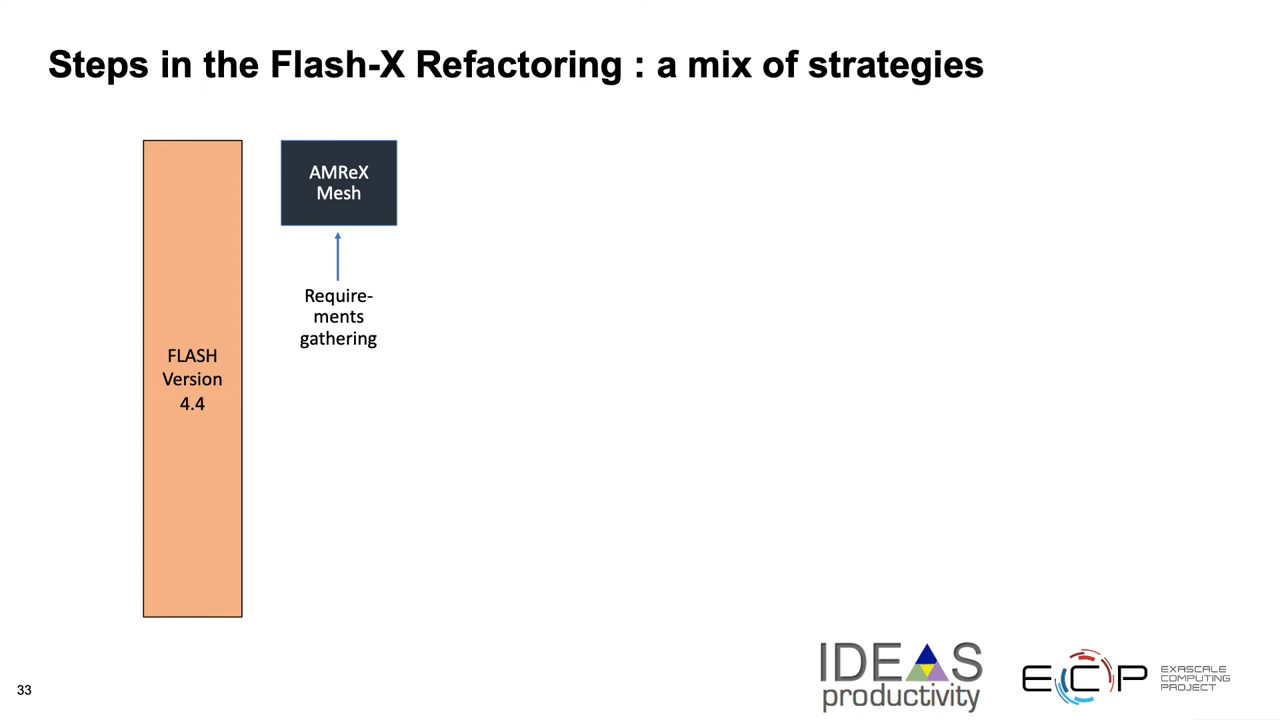 Steps in the Flash-X Refactoring : a mix of strategies
AMReX
Mesh
Require-
ments
gathering
FLASH
Version
4.4
33
IDEAS
productivity
ECP
EXASCALE
COMPUTING
PROJECT